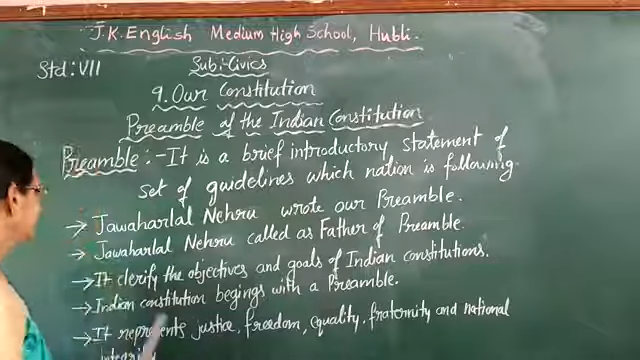 J.K. English Medium High School, Hubli.
Std: VII
Sub:- Civics
9. Our Constitution
Preamble of the Indian Constitution
Preamble :- It is a brief introductory statement of
set of guidelines which nation is following.
→ Jawaharlal Nehru wrote our Preamble.
→ Jawaharlal Nehru called as Father of Preamble.
→ It clerify the objectives and goals of Indian constitutions.
→ Indian constitution begings with a Preamble.
→ It represents justice, freedom, equality, fraternity and national
integrity